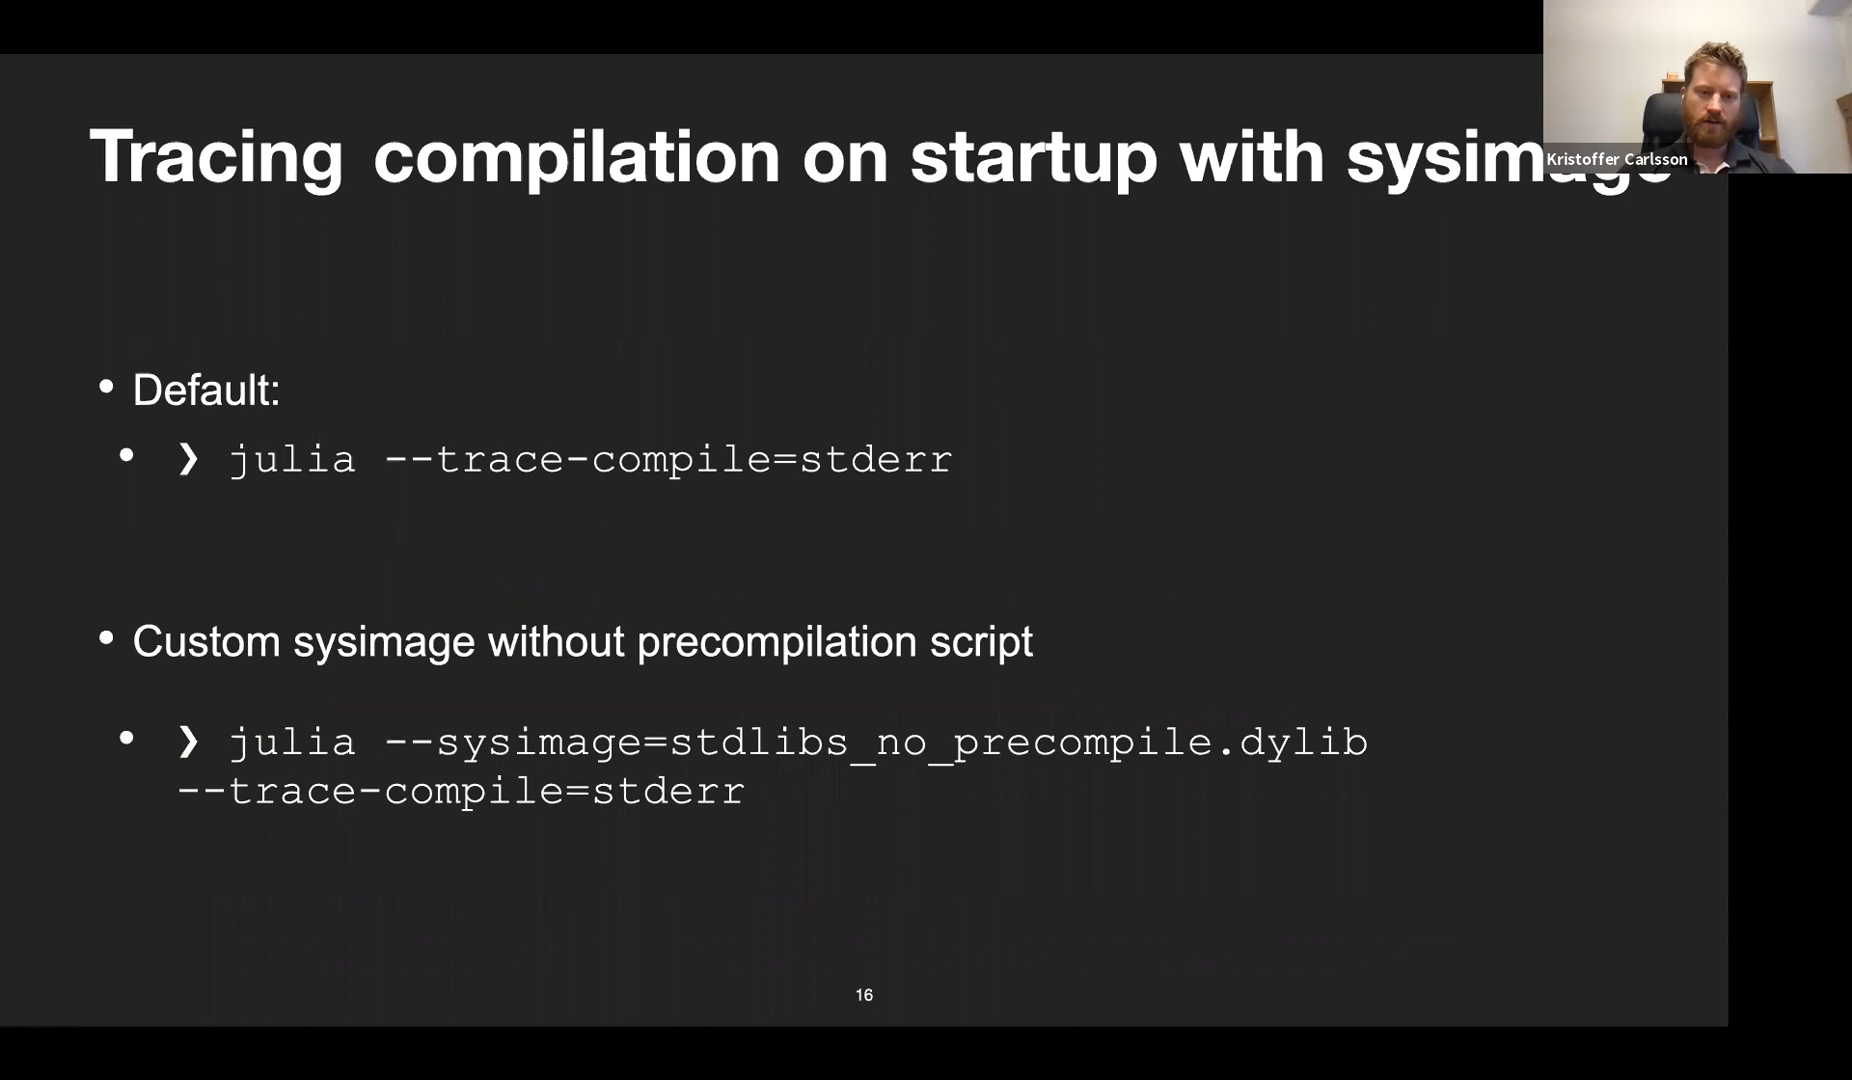 Tracing compilation on startup with sysimage
Kristoffer Carlsson
• Default:
• ❯ julia --trace-compile=stderr
• Custom sysimage without precompilation script
• ❯ julia --sysimage=stdlibs_no_precompile.dylib
--trace-compile=stderr
16